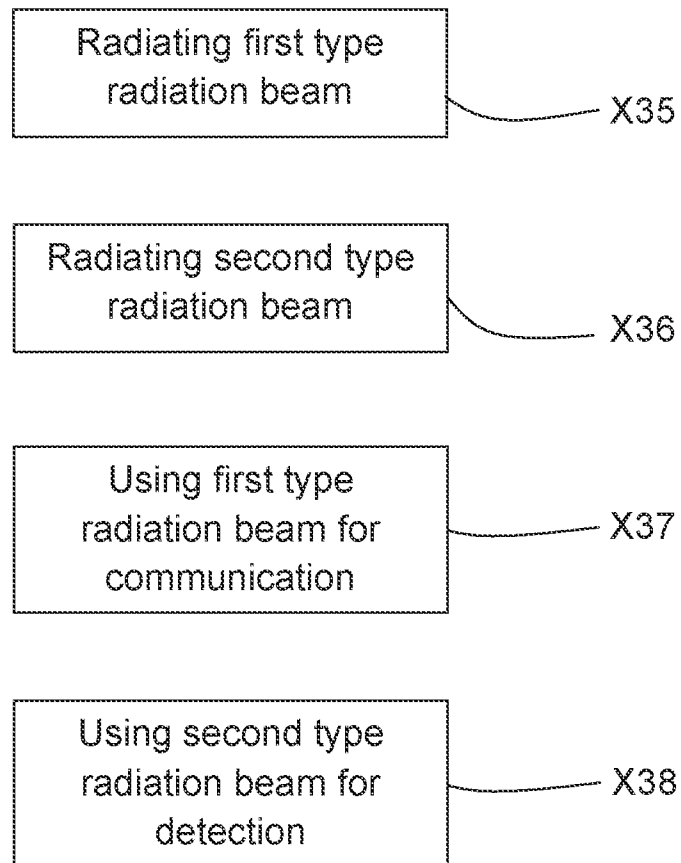 Radiating first type
radiation beam
X35
Radiating second type
radiation beam
X36
Using first type
radiation beam for
communication
X37
Using second type
radiation beam for
detection
X38